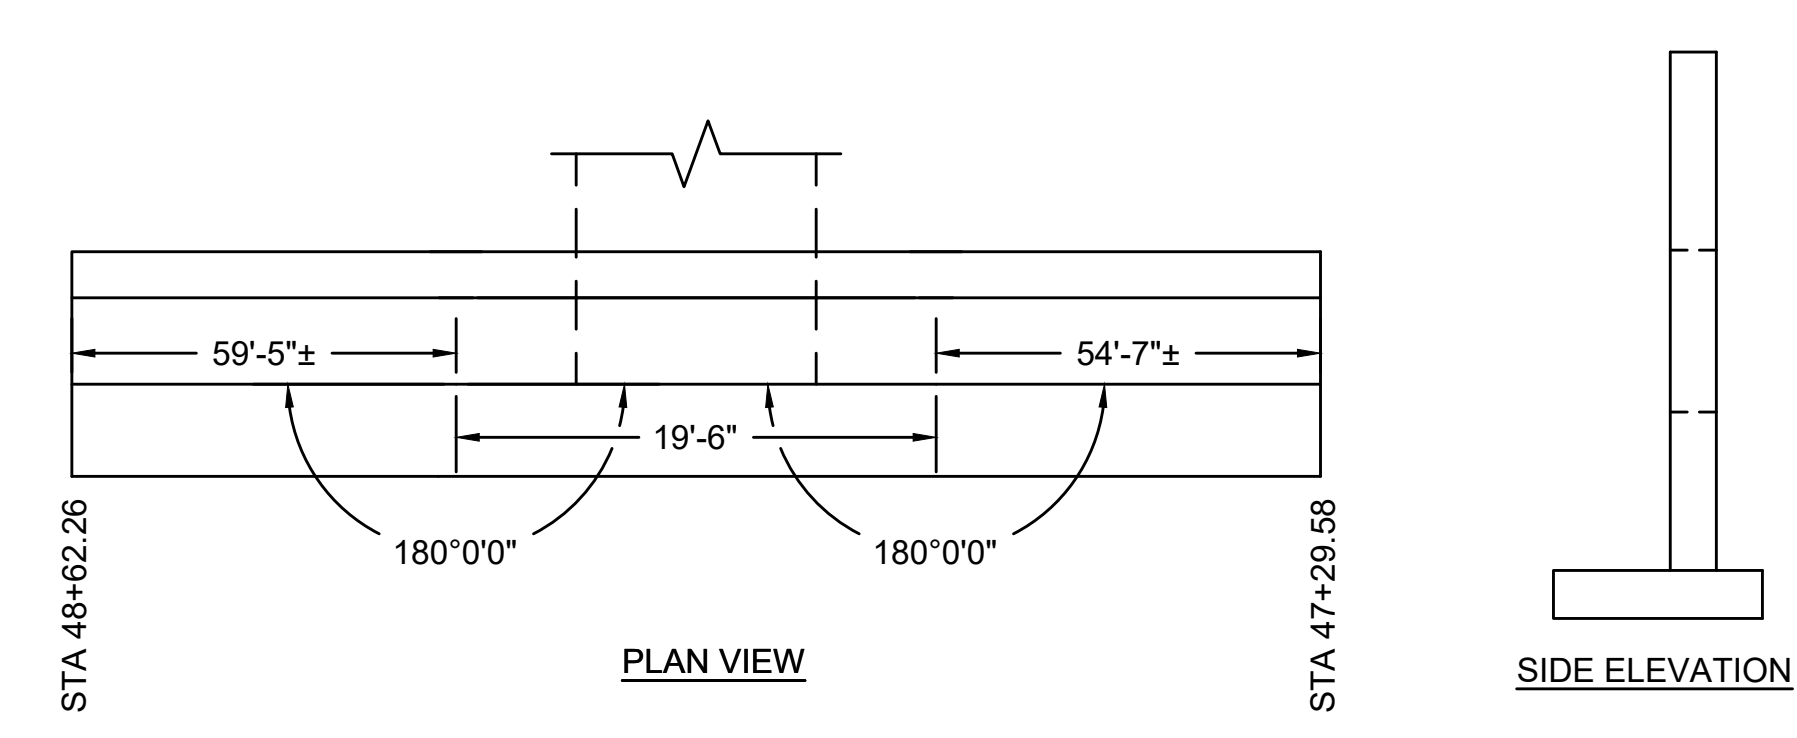 59'-5"±
54'-7"±
19'-6"
180°0'0"
180°0'0"
STA 48+62.26
STA 47+29.58
PLAN VIEW
SIDE ELEVATION